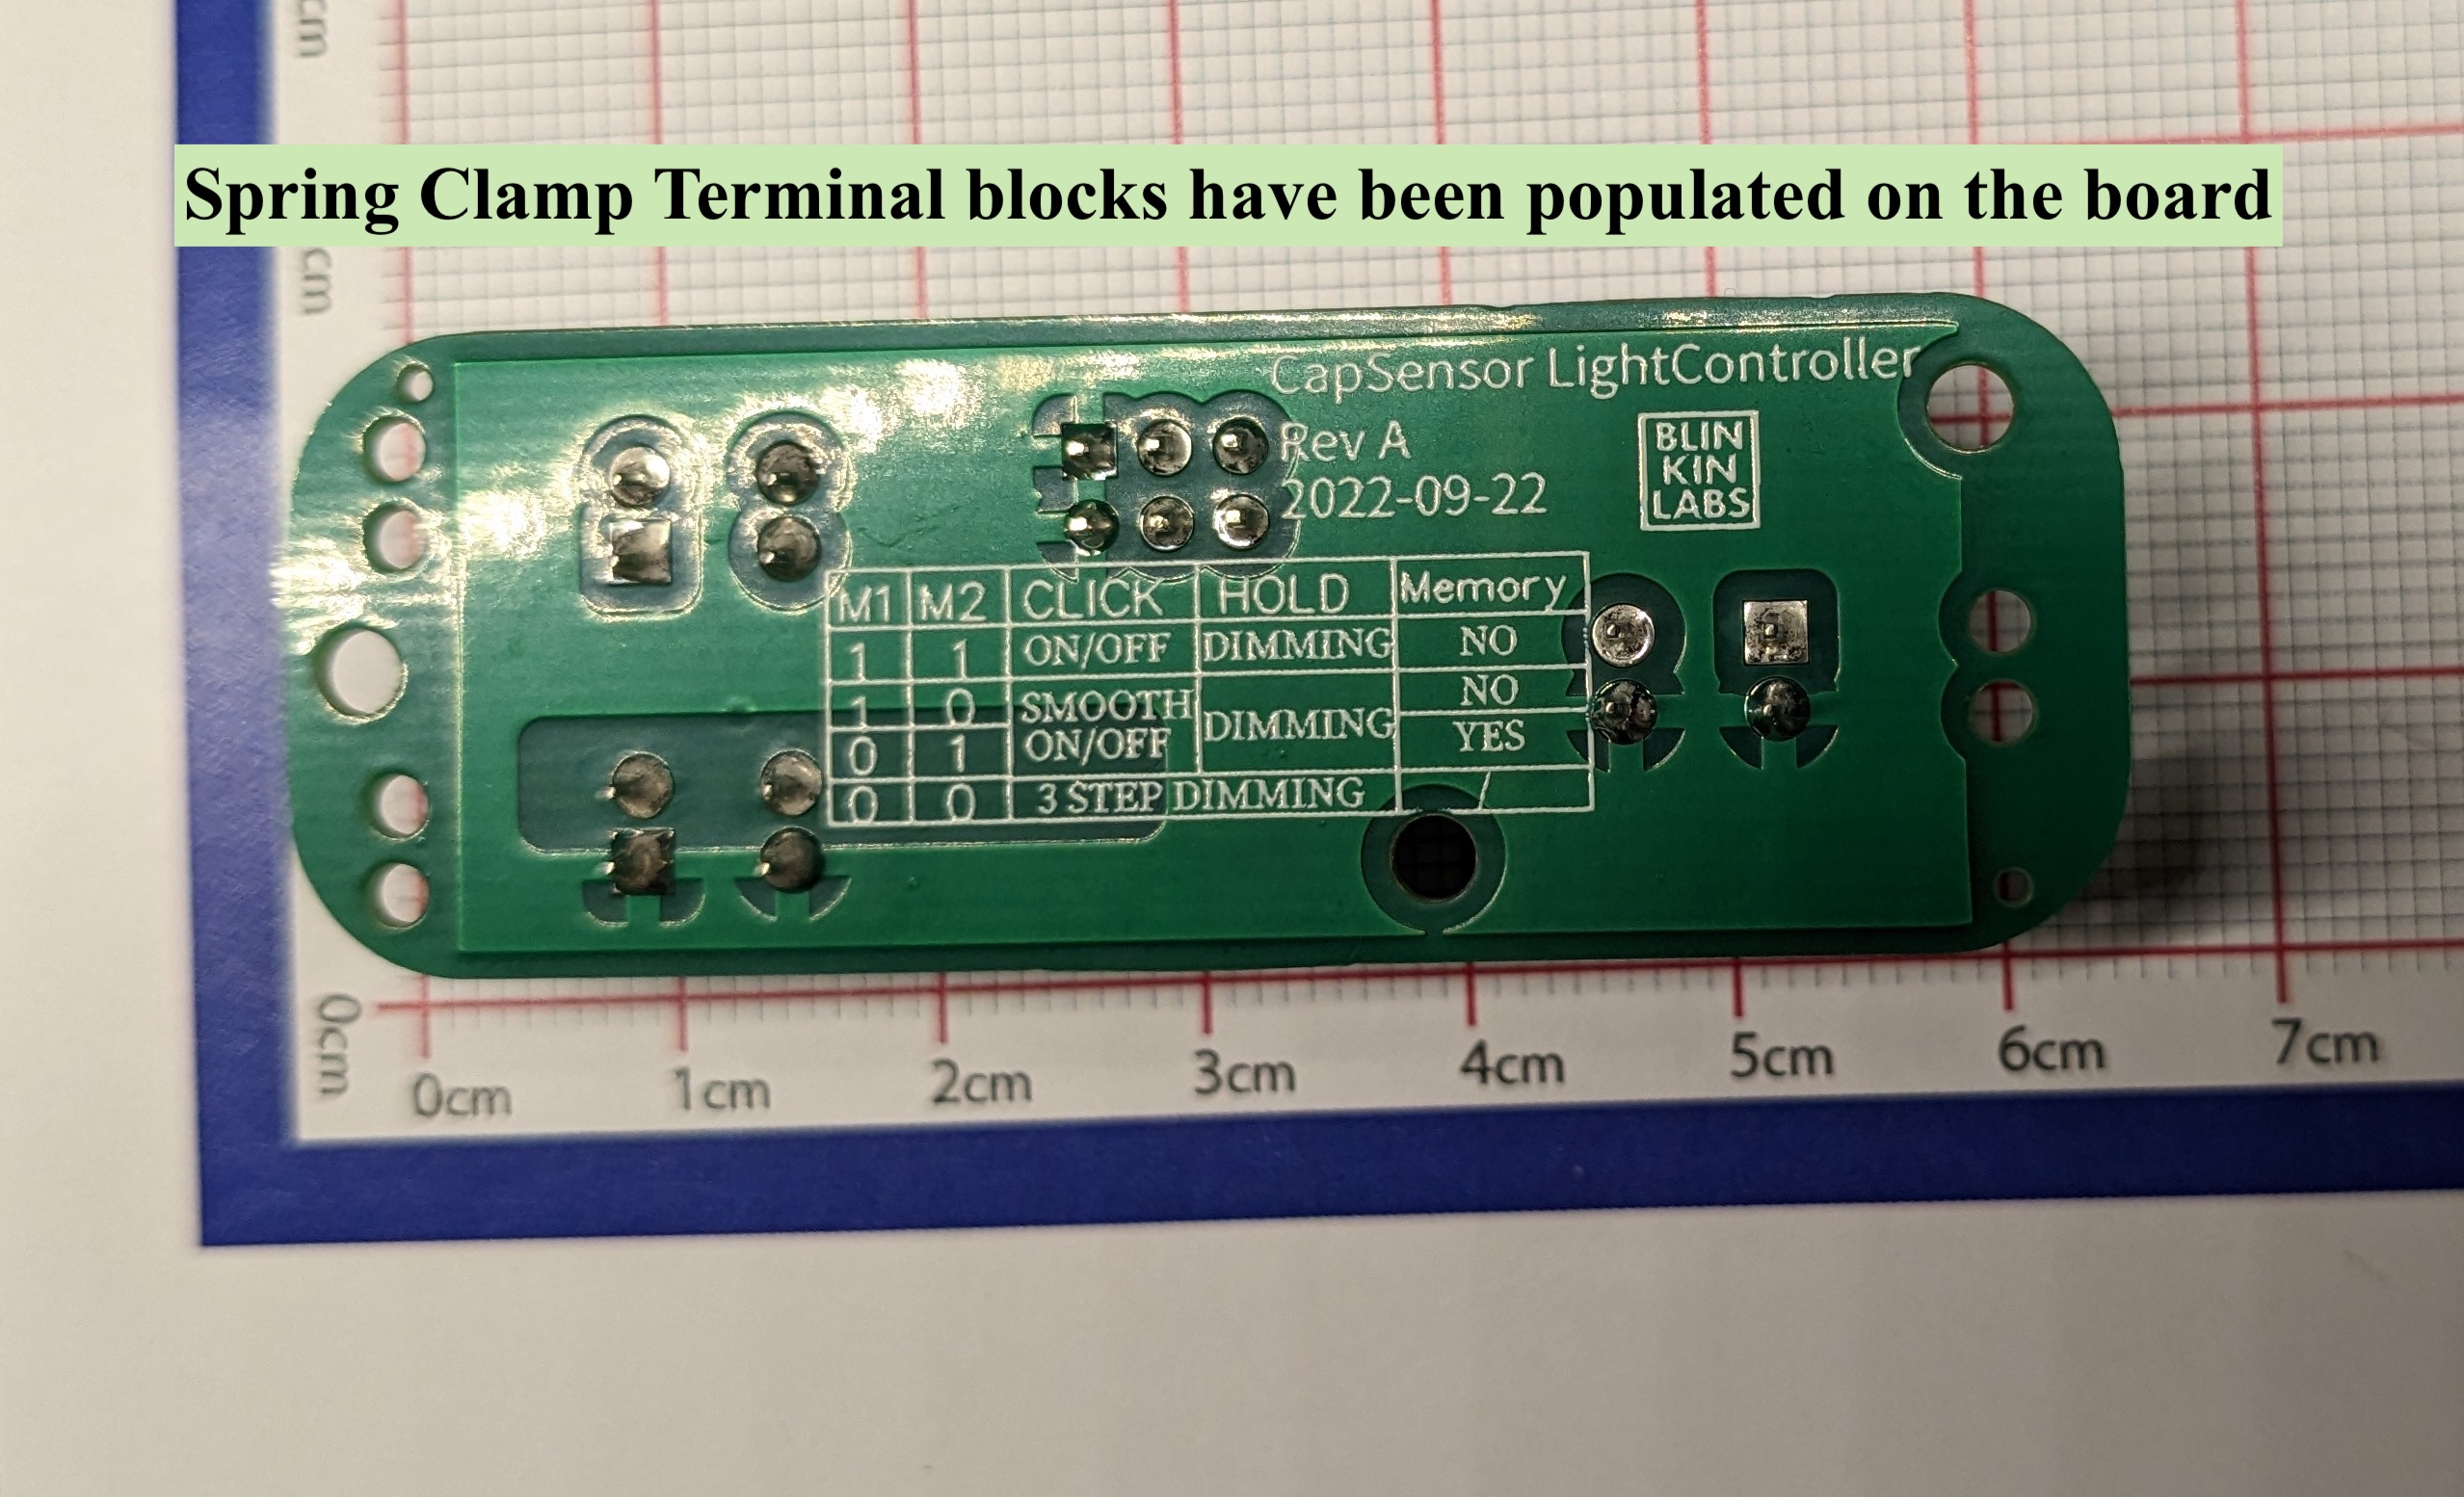 cm
Spring Clamp Terminal blocks have been populated on the board
cm
CapSensor LightController
Rev A
2022-09-22
BLIN
KIN
LABS
M1 M2 CLICK HOLD Memory
1 1 ON/OFF DIMMING NO
1 0 SMOOTH NO
DIMMING
0 1 ON/OFF YES
0 0 3 STEP DIMMING /
0cm
0cm 1cm 2cm 3cm 4cm 5cm 6cm 7cm